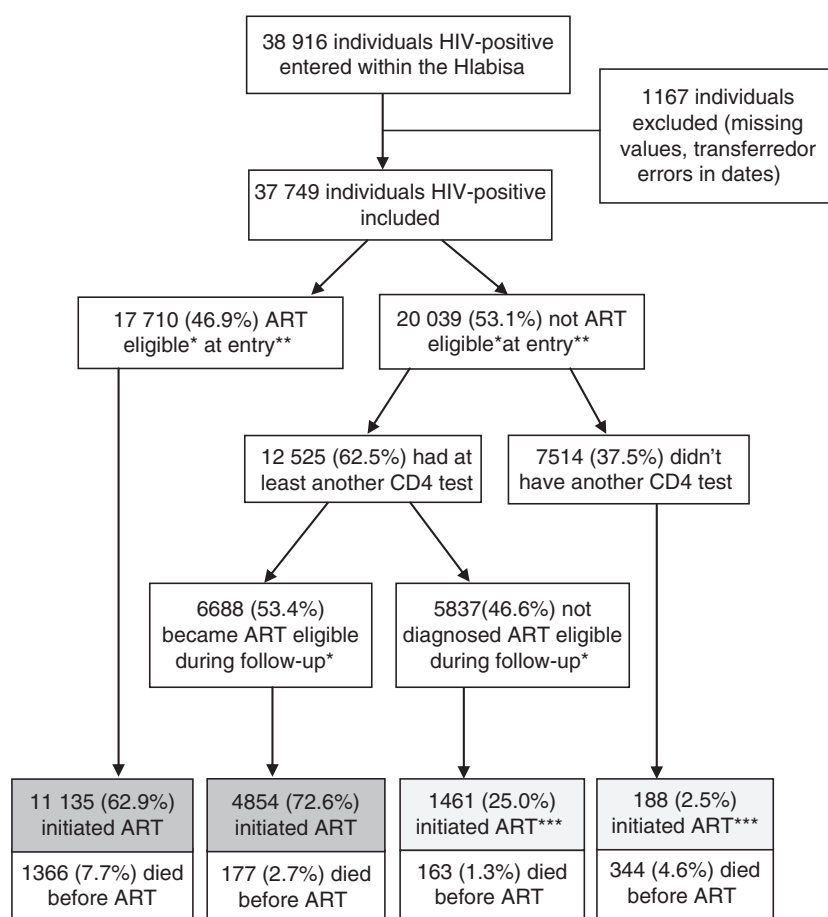 38 916 individuals HIV-positive
entered within the Hlabisa
1167 individuals
excluded (missing
values, transferredor
errors in dates)
37 749 individuals HIV-positive
included
17 710 (46.9%) ART
eligible* at entry**
20 039 (53.1%) not ART
eligible*at entry**
12 525 (62.5%) had at
least another CD4 test
7514 (37.5%) didn't
have another CD4 test
6688 (53.4%)
became ART eligible
during follow-up*
5837(46.6%) not
diagnosed ART eligible
during follow-up*
11 135 (62.9%)
initiated ART
1366 (7.7%) died
before ART
4854 (72.6%)
initiated ART
177 (2.7%) died
before ART
1461 (25.0%)
initiated ART***
163 (1.3%) died
before ART
188 (2.5%)
initiated ART***
344 (4.6%) died
before ART